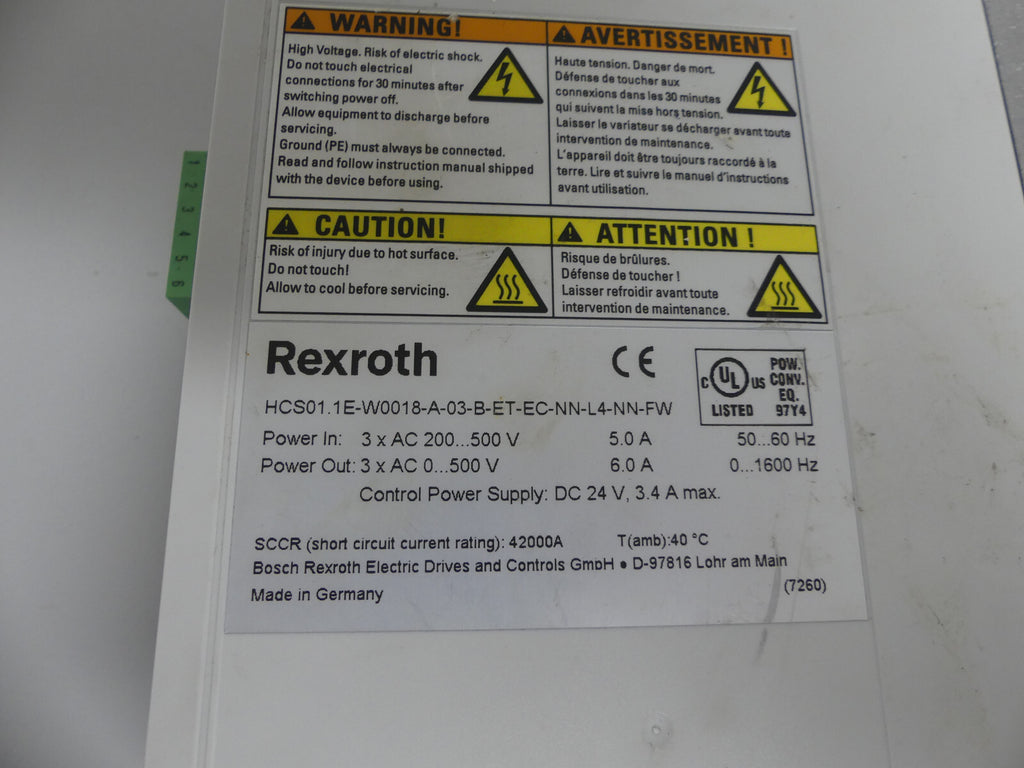 WARNING!
High Voltage. Risk of electric shock.
Do not touch electrical
connections for 30 minutes after
switching power off.
Allow equipment to discharge before
servicing.
Ground (PE) must always be connected.
Read and follow instruction manual shipped
with the device before using.
AVERTISSEMENT !
Haute tension. Danger de mort.
Défense de toucher aux
connexions dans les 30 minutes
qui suivent la mise hors tension.
Laisser le variateur se décharger avant toute
intervention de maintenance.
L'appareil doit être toujours raccordé à la
terre. Lire et suivre le manuel d'instructions
avant utilisation.
CAUTION!
Risk of injury due to hot surface.
Do not touch!
Allow to cool before servicing.
ATTENTION !
Risque de brûlures.
Défense de toucher !
Laisser refroidir avant toute
intervention de maintenance.
1 2 3 4 5 6
Rexroth
CE
C UL US
LISTED
POW.
CONV.
EQ.
97Y4
HCS01.1E-W0018-A-03-B-ET-EC-NN-L4-NN-FW
Power In: 3 x AC 200...500 V 5.0 A 50...60 Hz
Power Out: 3 x AC 0...500 V 6.0 A 0...1600 Hz
Control Power Supply: DC 24 V, 3.4 A max.
SCCR (short circuit current rating): 42000A T(amb):40 °C
Bosch Rexroth Electric Drives and Controls GmbH • D-97816 Lohr am Main
Made in Germany (7260)